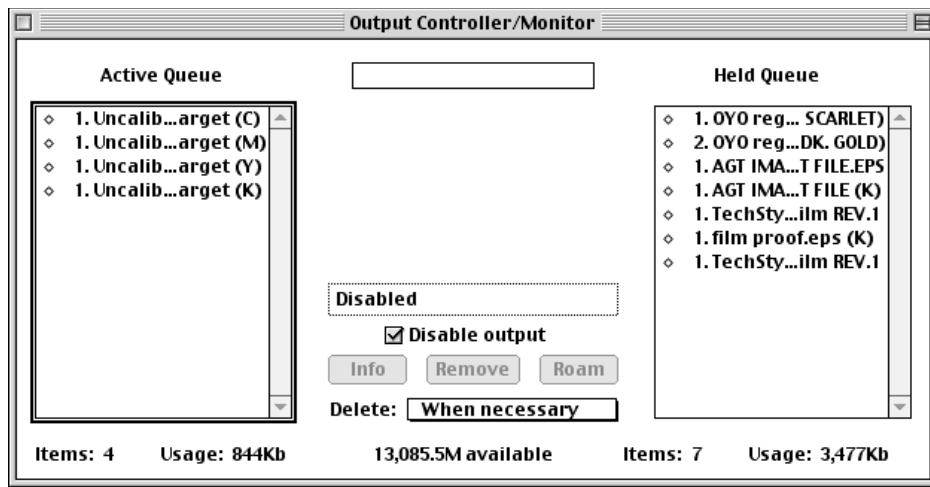 Output Controller/Monitor
Active Queue
Held Queue
1. Uncalib...arget (C)
1. Uncalib...arget (M)
1. Uncalib...arget (Y)
1. Uncalib...arget (K)
1. OYO reg... SCARLET)
2. OYO reg...DK. GOLD)
1. AGT IMA...T FILE.EPS
1. AGT IMA...T FILE (K)
1. TechSty...ilm REV.1
1. film proof.eps (K)
1. TechSty...ilm REV.1
Disabled
Disable output
Info Remove Roam
Delete: When necessary
Items: 4 Usage: 844Kb 13,085.5M available Items: 7 Usage: 3,477Kb